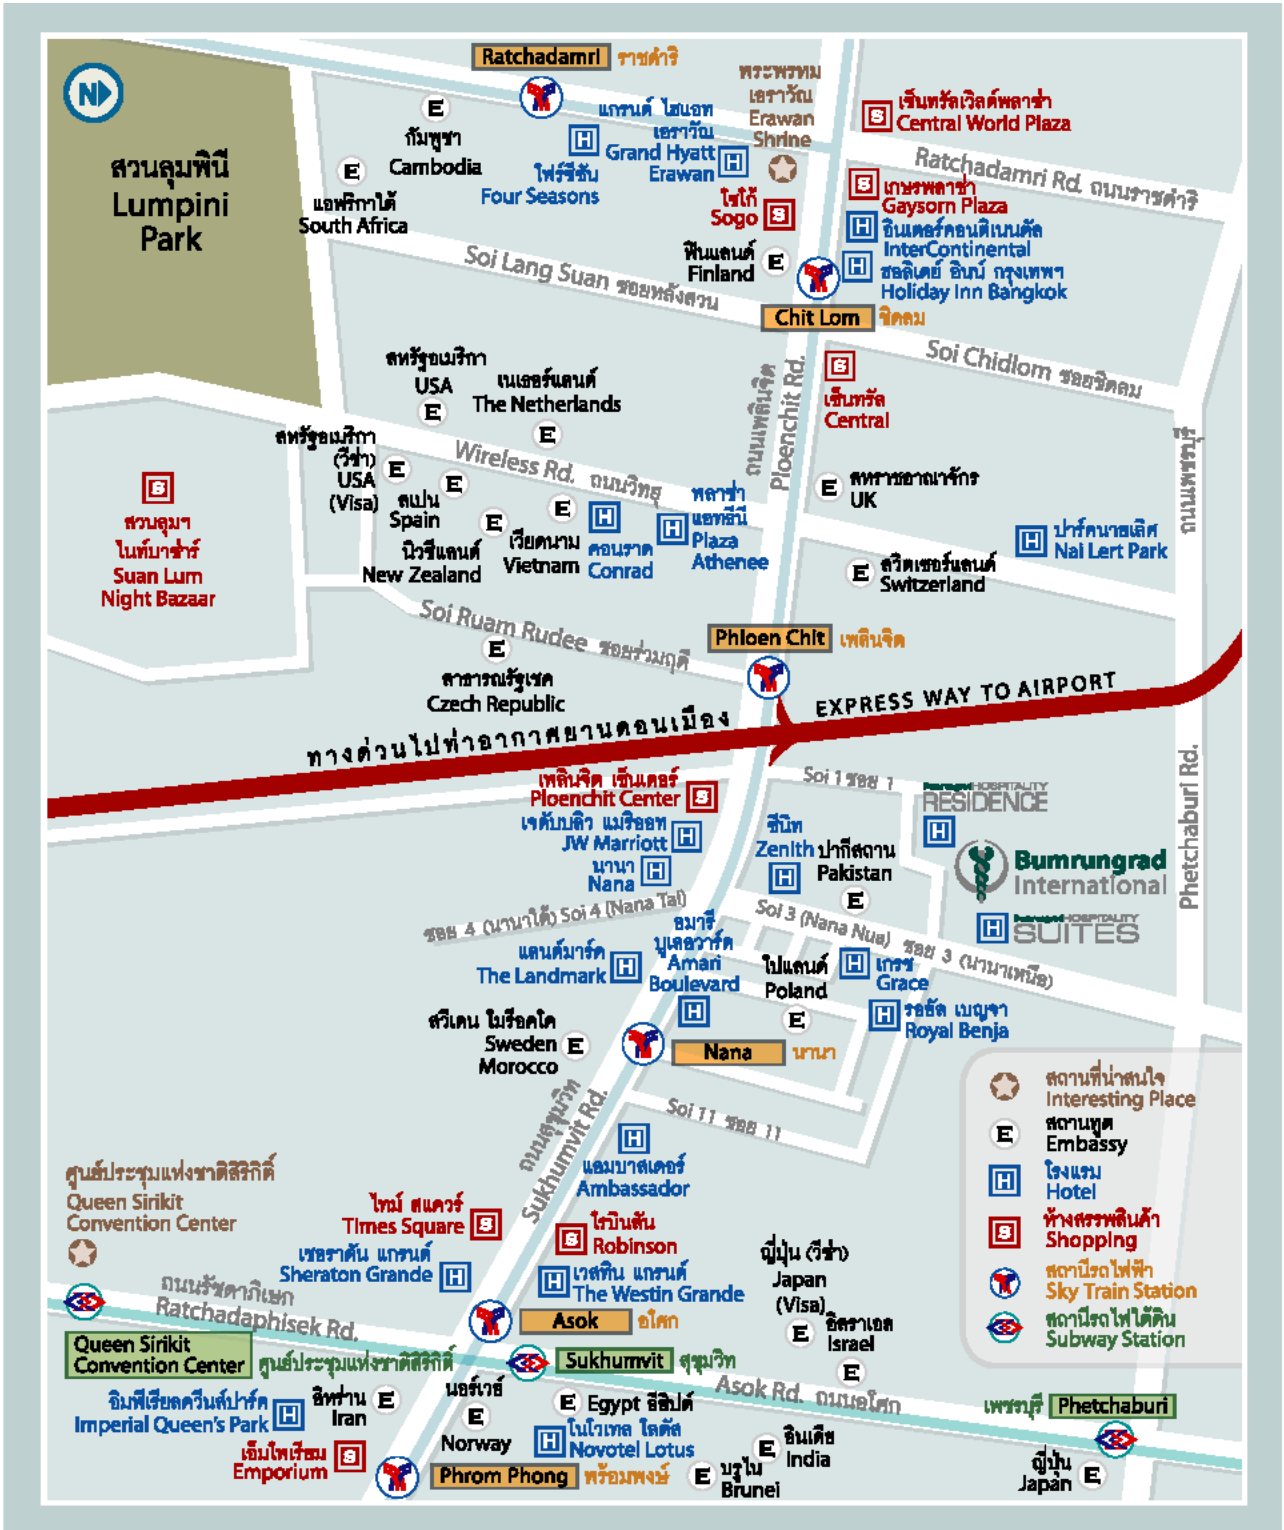 Ratchadamri ราชดำริ
N
สวนลุมพินี
Lumpini
Park
E
กัมพูชา
Cambodia
E
แอฟริกาใต้
South Africa
H
โฟร์ซีซัน
Four Seasons
แกรนด์ ไฮแอท
เอราวัณ
Grand Hyatt
Erawan
H
พระพรหม
เอราวัณ
Erawan
Shrine
S
เซ็นทรัลเวิลด์พลาซ่า
Central World Plaza
Ratchadamri Rd. ถนนราชดำริ
โซโก้
Sogo
S
S
เกษรพลาซ่า
Gaysorn Plaza
H
อินเตอร์คอนติเนนตัล
InterContinental
H
ฮอลิเดย์ อินน์ กรุงเทพฯ
Holiday Inn Bangkok
ฟินแลนด์
Finland
E
Soi Lang Suan ซอยหลังสวน
Chit Lom ชิดลม
Soi Chidlom ซอยชิดลม
สหรัฐอเมริกา
USA
E
เนเธอร์แลนด์
The Netherlands
E
ถนนเพลินจิต
Ploenchit Rd.
S
เซ็นทรัล
Central
ถนนเพชรบุรี
สหรัฐอเมริกา
(วีซ่า)
USA
(Visa)
E
Wireless Rd. ถนนวิทยุ
S
สวนลุมฯ
ไนท์บาซ่าร์
Suan Lum
Night Bazaar
E
สเปน
Spain
E
นิวซีแลนด์
New Zealand
E
เวียดนาม
Vietnam
H
คอนราด
Conrad
H
พลาซ่า
แอทธินี
Plaza
Athenee
E
สหราชอาณาจักร
UK
H
ปาร์คนายเลิศ
Nai Lert Park
E
สวิตเซอร์แลนด์
Switzerland
Soi Ruam Rudee ซอยร่วมฤดี
E
สาธารณรัฐเชค
Czech Republic
Phloen Chit เพลินจิต
ทางด่วนไปท่าอากาศยานดอนเมือง
EXPRESS WAY TO AIRPORT
เพลินจิต เซ็นเตอร์
Ploenchit Center
S
Soi 1 ซอย 1
HOSPITALITY
RESIDENCE
H
Phetchaburi Rd.
เจดับบลิว แมริออท
JW Marriott
H
นานา
Nana
H
ซีนิท
Zenith
H
ปากีสถาน
Pakistan
E
Bumrungrad
International
HOSPITALITY
H
SUITES
ซอย 4 (นานาใต้) Soi 4 (Nana Tai)
Soi 3 (Nana Nua) ซอย 3 (นานาเหนือ)
แลนด์มาร์ค
The Landmark
H
อมารี
บูเลอวาร์ด
Amari
Boulevard
H
โปแลนด์
Poland
E
H
เกรซ
Grace
H
รอยัล เบญจา
Royal Benja
สวีเดน โมร็อคโค
Sweden
Morocco
E
Nana นานา
ถนนสุขุมวิท
Sukhumvit Rd.
Soi 11 ซอย 11
H
แอมบาสเดอร์
Ambassador
สถานที่น่าสนใจ
Interesting Place
E
สถานทูต
Embassy
H
โรงแรม
Hotel
S
ห้างสรรพสินค้า
Shopping
สถานีรถไฟฟ้า
Sky Train Station
สถานีรถไฟใต้ดิน
Subway Station
ศูนย์ประชุมแห่งชาติสิริกิติ์
Queen Sirikit
Convention Center
ไทม์ สแควร์
Times Square
S
S
โรบินสัน
Robinson
เชอราตัน แกรนด์
Sheraton Grande
H
H
เวสทิน แกรนด์
The Westin Grande
ญี่ปุ่น (วีซ่า)
Japan
(Visa)
E
อิสราเอล
Israel
E
ถนนรัชดาภิเษก
Ratchadaphisek Rd.
Asok อโศก
Queen Sirikit
Convention Center ศูนย์ประชุมแห่งชาติสิริกิติ์
Sukhumvit สุขุมวิท
Asok Rd. ถนนอโศก
อิมพีเรียลควีนส์ปาร์ค
Imperial Queen's Park
H
อิหร่าน
Iran
E
นอร์เวย์
E
Norway
E
Egypt อียิปต์
H
โนโวเทล โลตัส
Novotel Lotus
E
อินเดีย
India
เพชรบุรี Phetchaburi
เอ็มโพเรียม
Emporium
S
Phrom Phong พร้อมพงษ์
E
บรูไน
Brunei
ญี่ปุ่น
Japan
E